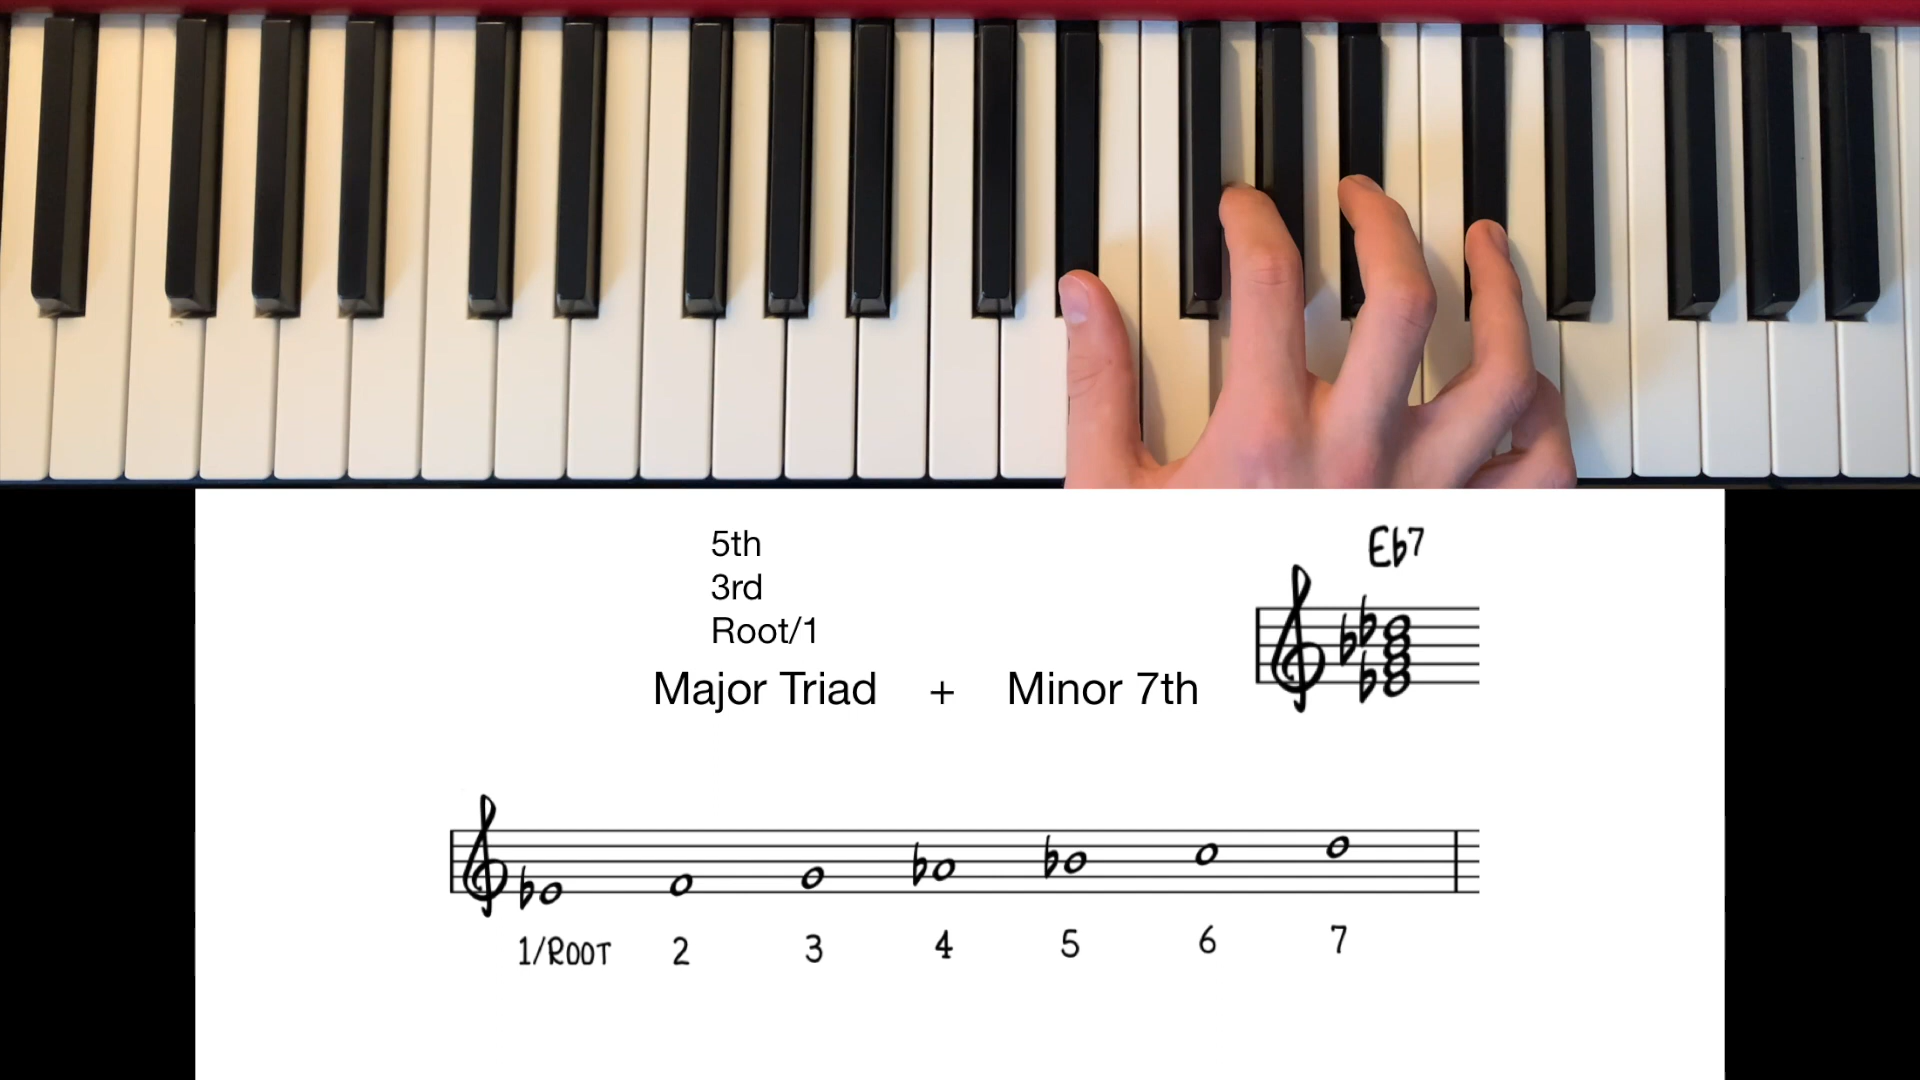 5th
3rd
Root/1
Major Triad + Minor 7th
Eb7
1/ROOT 2 3 4 5 6 7